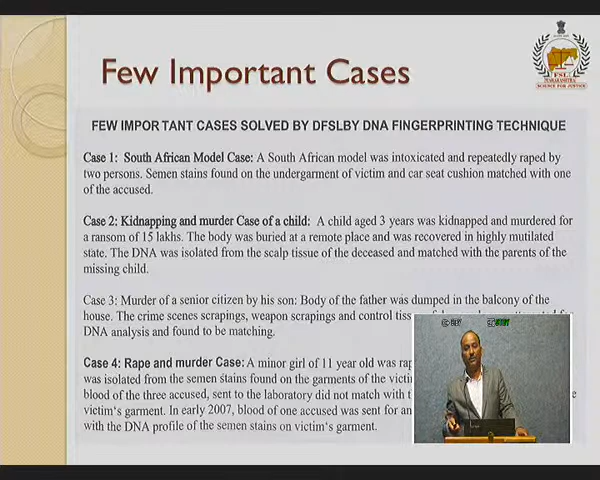 Few Important Cases
FSL
MAHARASHTRA
SCIENCE FOR JUSTICE
FEW IMPORTANT CASES SOLVED BY DFSLBY DNA FINGERPRINTING TECHNIQUE
Case 1: South African Model Case: A South African model was intoxicated and repeatedly raped by
two persons. Semen stains found on the undergarment of victim and car seat cushion matched with one
of the accused.
Case 2: Kidnapping and murder Case of a child: A child aged 3 years was kidnapped and murdered for
a ransom of 15 lakhs. The body was buried at a remote place and was recovered in highly mutilated
state. The DNA was isolated from the scalp tissue of the deceased and matched with the parents of the
missing child.
Case 3: Murder of a senior citizen by his son: Body of the father was dumped in the balcony of the
house. The crime scenes scrapings, weapon scrapings and control
DNA analysis and found to be matching.
Case 4: Rape and murder Case: A minor girl of 11 year old was
was isolated from the semen stains found on the garments of the
blood of the three accused, sent to the laboratory did not match with
victim's garment. In early 2007, blood of one accused was sent for
with the DNA profile of the semen stains on victim's garment.